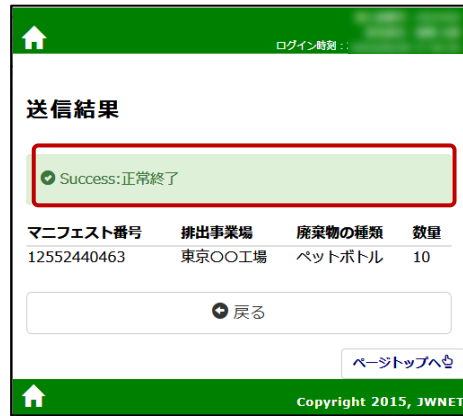 ログイン時刻：
送信結果
Success:正常終了
マニフェスト番号 排出事業場 廃棄物の種類 数量
12552440463 東京〇〇工場 ペットボトル 10
戻る
ページトップへ
Copyright 2015, JWNET